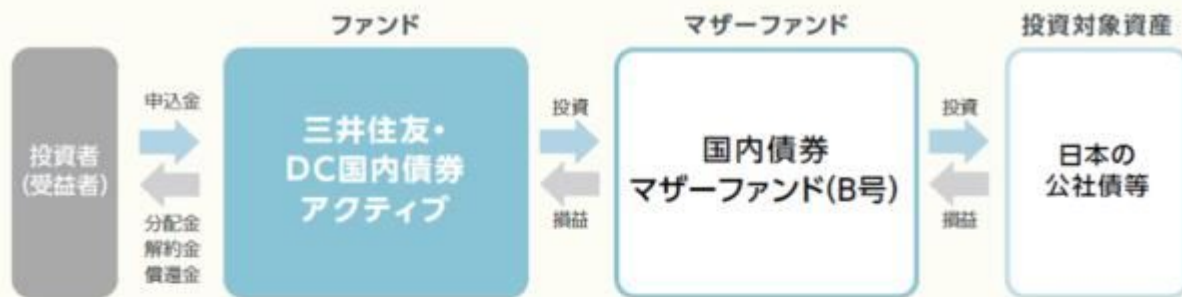 ファンド
マザーファンド
投資対象資産
投資者
(受益者)
申込金
分配金
解約金
償還金
三井住友・
DC国内債券
アクティブ
投資
損益
国内債券
マザーファンド(B号)
投資
損益
日本の
公社債等